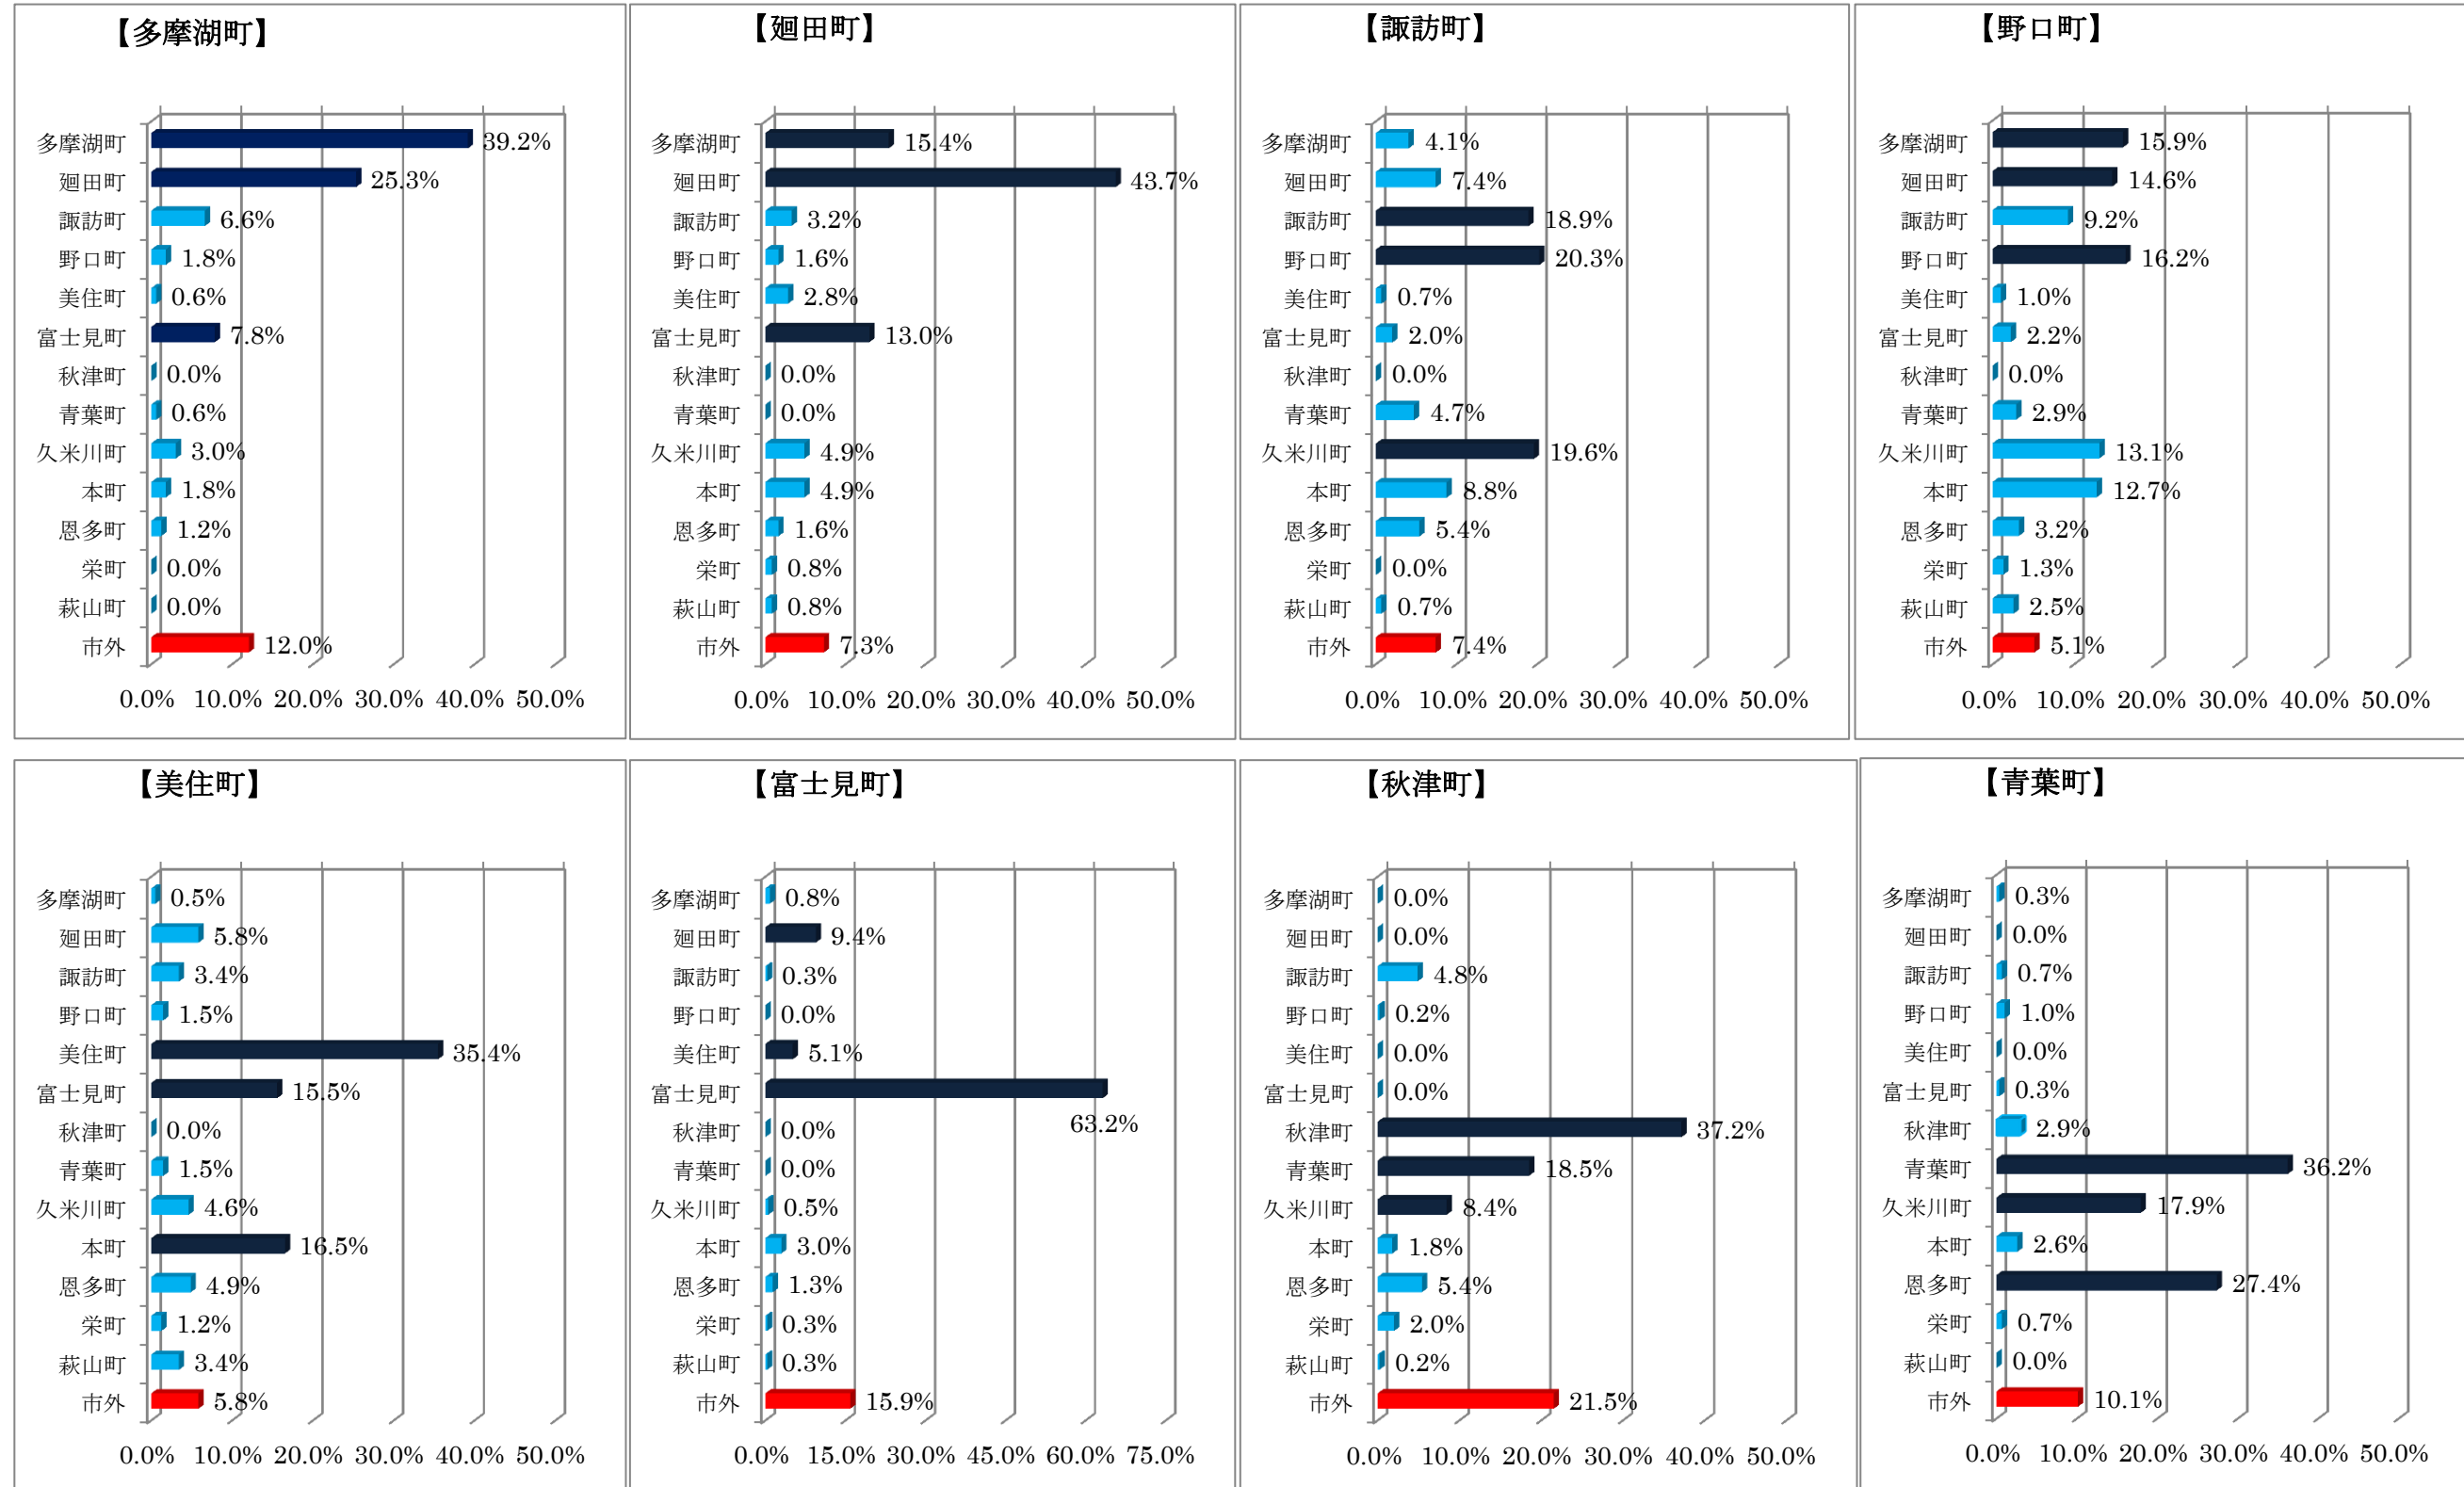 【多摩湖町】
多摩湖町 39.2%
廻田町 25.3%
諏訪町 6.6%
野口町 1.8%
美住町 0.6%
富士見町 7.8%
秋津町 0.0%
青葉町 0.6%
久米川町 3.0%
本町 1.8%
恩多町 1.2%
栄町 0.0%
萩山町 0.0%
市外 12.0%
0.0% 10.0% 20.0% 30.0% 40.0% 50.0%
【廻田町】
多摩湖町 15.4%
廻田町 43.7%
諏訪町 3.2%
野口町 1.6%
美住町 2.8%
富士見町 13.0%
秋津町 0.0%
青葉町 0.0%
久米川町 4.9%
本町 4.9%
恩多町 1.6%
栄町 0.8%
萩山町 0.8%
市外 7.3%
0.0% 10.0% 20.0% 30.0% 40.0% 50.0%
【諏訪町】
多摩湖町 4.1%
廻田町 7.4%
諏訪町 18.9%
野口町 20.3%
美住町 0.7%
富士見町 2.0%
秋津町 0.0%
青葉町 4.7%
久米川町 19.6%
本町 8.8%
恩多町 5.4%
栄町 0.0%
萩山町 0.7%
市外 7.4%
0.0% 10.0% 20.0% 30.0% 40.0% 50.0%
【野口町】
多摩湖町 15.9%
廻田町 14.6%
諏訪町 9.2%
野口町 16.2%
美住町 1.0%
富士見町 2.2%
秋津町 0.0%
青葉町 2.9%
久米川町 13.1%
本町 12.7%
恩多町 3.2%
栄町 1.3%
萩山町 2.5%
市外 5.1%
0.0% 10.0% 20.0% 30.0% 40.0% 50.0%
【美住町】
多摩湖町 0.5%
廻田町 5.8%
諏訪町 3.4%
野口町 1.5%
美住町 35.4%
富士見町 15.5%
秋津町 0.0%
青葉町 1.5%
久米川町 4.6%
本町 16.5%
恩多町 4.9%
栄町 1.2%
萩山町 3.4%
市外 5.8%
0.0% 10.0% 20.0% 30.0% 40.0% 50.0%
【富士見町】
多摩湖町 0.8%
廻田町 9.4%
諏訪町 0.3%
野口町 0.0%
美住町 5.1%
富士見町 63.2%
秋津町 0.0%
青葉町 0.0%
久米川町 0.5%
本町 3.0%
恩多町 1.3%
栄町 0.3%
萩山町 0.3%
市外 15.9%
0.0% 15.0% 30.0% 45.0% 60.0% 75.0%
【秋津町】
多摩湖町 0.0%
廻田町 0.0%
諏訪町 4.8%
野口町 0.2%
美住町 0.0%
富士見町 0.0%
秋津町 37.2%
青葉町 18.5%
久米川町 8.4%
本町 1.8%
恩多町 5.4%
栄町 2.0%
萩山町 0.2%
市外 21.5%
0.0% 10.0% 20.0% 30.0% 40.0% 50.0%
【青葉町】
多摩湖町 0.3%
廻田町 0.0%
諏訪町 0.7%
野口町 1.0%
美住町 0.0%
富士見町 0.3%
秋津町 2.9%
青葉町 36.2%
久米川町 17.9%
本町 2.6%
恩多町 27.4%
栄町 0.7%
萩山町 0.0%
市外 10.1%
0.0% 10.0% 20.0% 30.0% 40.0% 50.0%